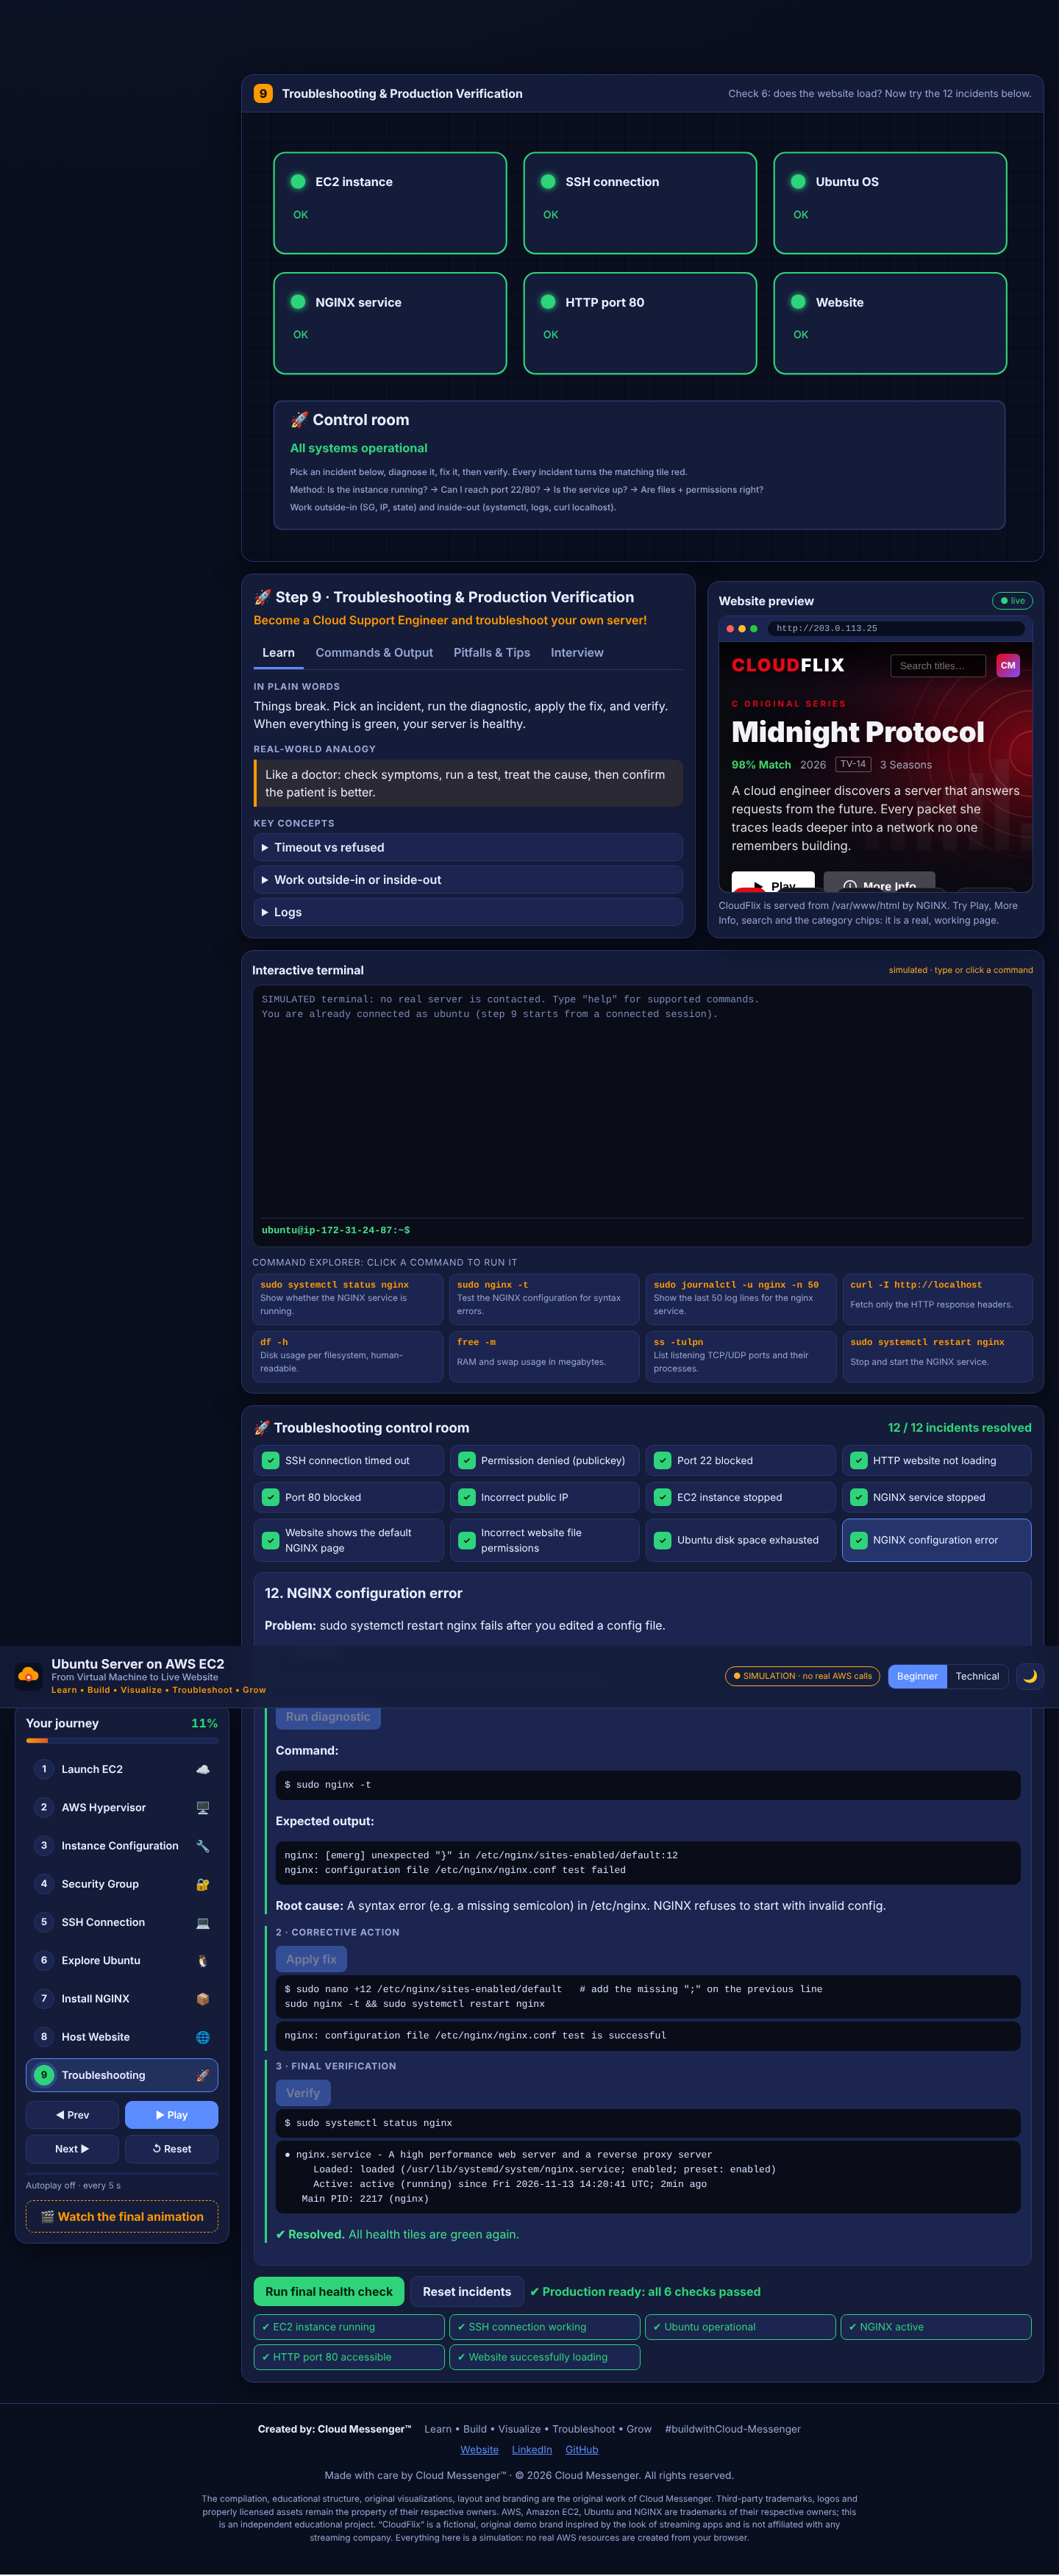 9 Troubleshooting & Production Verification
Check 6: does the website load? Now try the 12 incidents below.
EC2 instance
OK
SSH connection
OK
Ubuntu OS
OK
NGINX service
OK
HTTP port 80
OK
Website
OK
🚀 Control room
All systems operational
Pick an incident below, diagnose it, fix it, then verify. Every incident turns the matching tile red.
Method: Is the instance running? → Can I reach port 22/80? → Is the service up? → Are files + permissions right?
Work outside-in (SG, IP, state) and inside-out (systemctl, logs, curl localhost).
🚀 Step 9 · Troubleshooting & Production Verification
Become a Cloud Support Engineer and troubleshoot your own server!
Learn Commands & Output Pitfalls & Tips Interview
IN PLAIN WORDS
Things break. Pick an incident, run the diagnostic, apply the fix, and verify.
When everything is green, your server is healthy.
REAL-WORLD ANALOGY
Like a doctor: check symptoms, run a test, treat the cause, then confirm
the patient is better.
KEY CONCEPTS
▶ Timeout vs refused
▶ Work outside-in or inside-out
▶ Logs
Website preview
● live
http://203.0.113.25
CLOUDFLIX
Search titles...
CM
C ORIGINAL SERIES
Midnight Protocol
98% Match 2026 TV-14 3 Seasons
A cloud engineer discovers a server that answers
requests from the future. Every packet she
traces leads deeper into a network no one
remembers building.
▶ Play
More Info
CloudFlix is served from /var/www/html by NGINX. Try Play, More
Info, search and the category chips: it is a real, working page.
Interactive terminal
simulated · type or click a command
SIMULATED terminal: no real server is contacted. Type "help" for supported commands.
You are already connected as ubuntu (step 9 starts from a connected session).
ubuntu@ip-172-31-24-87:~$
COMMAND EXPLORER: CLICK A COMMAND TO RUN IT
sudo systemctl status nginx
Show whether the NGINX service is
running.
sudo nginx -t
Test the NGINX configuration for syntax
errors.
sudo journalctl -u nginx -n 50
Show the last 50 log lines for the nginx
service.
curl -I http://localhost
Fetch only the HTTP response headers.
df -h
Disk usage per filesystem, human-
readable.
free -m
RAM and swap usage in megabytes.
ss -tulpn
List listening TCP/UDP ports and their
processes.
sudo systemctl restart nginx
Stop and start the NGINX service.
🚀 Troubleshooting control room
12 / 12 incidents resolved
✓ SSH connection timed out
✓ Permission denied (publickey)
✓ Port 22 blocked
✓ HTTP website not loading
✓ Port 80 blocked
✓ Incorrect public IP
✓ EC2 instance stopped
✓ NGINX service stopped
✓ Website shows the default
NGINX page
✓ Incorrect website file
permissions
✓ Ubuntu disk space exhausted
✓ NGINX configuration error
12. NGINX configuration error
Problem: sudo systemctl restart nginx fails after you edited a config file.
Ubuntu Server on AWS EC2
From Virtual Machine to Live Website
Learn • Build • Visualize • Troubleshoot • Grow
● SIMULATION · no real AWS calls
Beginner Technical
🌙
Your journey 11%
1 Launch EC2
2 AWS Hypervisor
3 Instance Configuration
4 Security Group
5 SSH Connection
6 Explore Ubuntu
7 Install NGINX
8 Host Website
9 Troubleshooting
◀ Prev
▶ Play
Next ▶
↺ Reset
Autoplay off · every 5 s
🎬 Watch the final animation
Run diagnostic
Command:
$ sudo nginx -t
Expected output:
nginx: [emerg] unexpected "}" in /etc/nginx/sites-enabled/default:12
nginx: configuration file /etc/nginx/nginx.conf test failed
Root cause: A syntax error (e.g. a missing semicolon) in /etc/nginx. NGINX refuses to start with invalid config.
2 · CORRECTIVE ACTION
Apply fix
$ sudo nano +12 /etc/nginx/sites-enabled/default # add the missing ";" on the previous line
sudo nginx -t && sudo systemctl restart nginx
nginx: configuration file /etc/nginx/nginx.conf test is successful
3 · FINAL VERIFICATION
Verify
$ sudo systemctl status nginx
● nginx.service - A high performance web server and a reverse proxy server
Loaded: loaded (/usr/lib/systemd/system/nginx.service; enabled; preset: enabled)
Active: active (running) since Fri 2026-11-13 14:20:41 UTC; 2min ago
Main PID: 2217 (nginx)
✔ Resolved. All health tiles are green again.
Run final health check
Reset incidents
✔ Production ready: all 6 checks passed
✔ EC2 instance running
✔ SSH connection working
✔ Ubuntu operational
✔ NGINX active
✔ HTTP port 80 accessible
✔ Website successfully loading
Created by: Cloud Messenger™ Learn • Build • Visualize • Troubleshoot • Grow #buildwithCloud-Messenger
Website LinkedIn GitHub
Made with care by Cloud Messenger™ · © 2026 Cloud Messenger. All rights reserved.
The compilation, educational structure, original visualizations, layout and branding are the original work of Cloud Messenger. Third-party trademarks, logos and
properly licensed assets remain the property of their respective owners. AWS, Amazon EC2, Ubuntu and NGINX are trademarks of their respective owners; this
is an independent educational project. "CloudFlix" is a fictional, original demo brand inspired by the look of streaming apps and is not affiliated with any
streaming company. Everything here is a simulation: no real AWS resources are created from your browser.